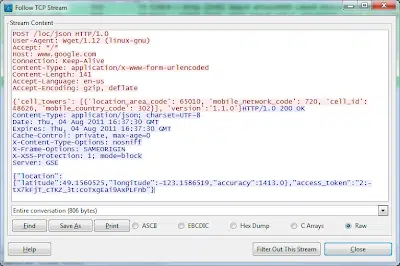 Follow TCP Stream
Stream Content
POST /loc/json HTTP/1.0
User-Agent: Wget/1.12 (linux-gnu)
Accept: */*
Host: www.google.com
Connection: Keep-Alive
Content-Type: application/x-www-form-urlencoded
Content-Length: 141
Accept-Language: en-us
Accept-Encoding: gzip, deflate
{'cell_towers': [{'location_area_code': 65010, 'mobile_network_code': 720, 'cell_id':
48626, 'mobile_country_code': 302}], 'version':'1.1.0'}HTTP/1.0 200 OK
Content-Type: application/json; charset=UTF-8
Date: Thu, 04 Aug 2011 16:37:30 GMT
Expires: Thu, 04 Aug 2011 16:37:30 GMT
Cache-Control: private, max-age=0
X-Content-Type-Options: nosniff
X-Frame-Options: SAMEORIGIN
X-XSS-Protection: 1; mode=block
Server: GSE
{"location":
{"latitude":49.1560525,"longitude":-123.1586519,"accuracy":1413.0},"access_token":"2:-
Entire conversation (806 bytes)
Find
Save As
Print
ASCII
EBCDIC
Hex Dump
C Arrays
Raw
Help
Filter Out This Stream
Close